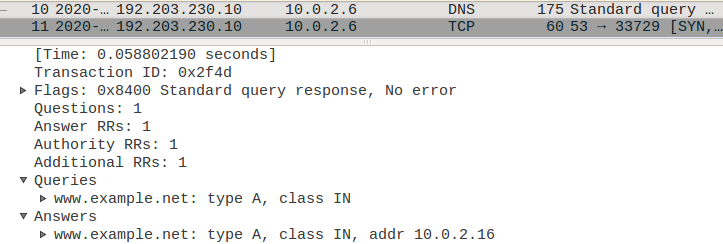 10 2020-… 192.203.230.10 10.0.2.6 DNS 175 Standard query …
11 2020-… 192.203.230.10 10.0.2.6 TCP 60 53 → 33729 [SYN,…
[Time: 0.058802190 seconds]
Transaction ID: 0x2f4d
Flags: 0x8400 Standard query response, No error
Questions: 1
Answer RRs: 1
Authority RRs: 1
Additional RRs: 1
Queries
www.example.net: type A, class IN
Answers
www.example.net: type A, class IN, addr 10.0.2.16